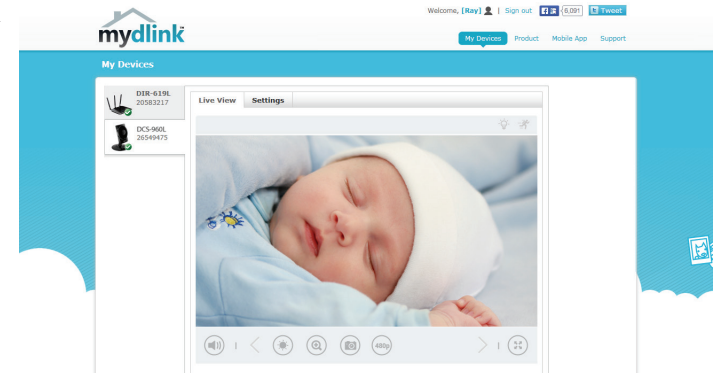 Welcome, [Ray] | Sign out 6,091 Tweet
mydlink
My Devices Product Mobile App Support
My Devices
DIR-619L
20583217
DCS-960L
26549475
Live View Settings
480p